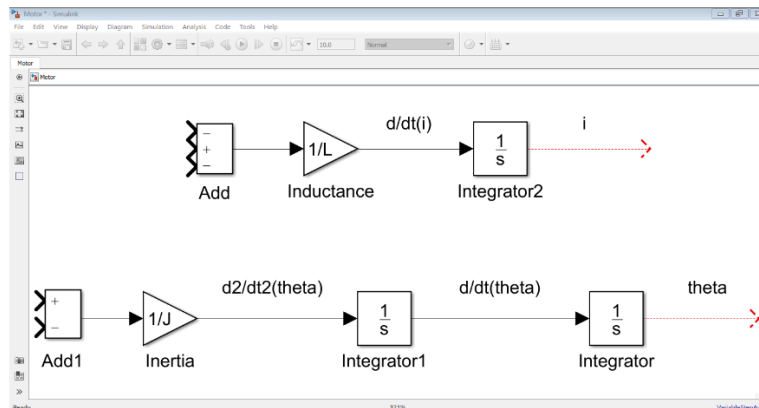 Motor * - Simulink
File Edit View Display Diagram Simulation Analysis Code Tools Help
10.0 Normal
Motor
Motor
d/dt(i) i
−
+
−
1/L
1
s
Add Inductance Integrator2
d2/dt2(theta) d/dt(theta) theta
+
−
1/J
1
s
1
s
Add1 Inertia Integrator1 Integrator
Ready